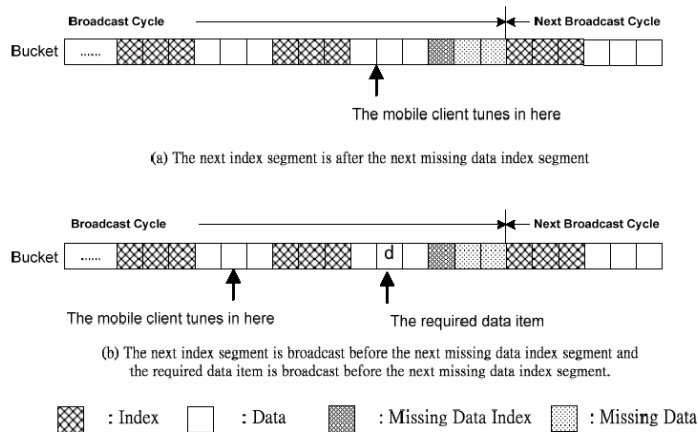 Broadcast Cycle
Next Broadcast Cycle
Bucket
......
The mobile client tunes in here
(a) The next index segment is after the next missing data index segment
Broadcast Cycle
Next Broadcast Cycle
Bucket
......
d
The mobile client tunes in here
The required data item
(b) The next index segment is broadcast before the next missing data index segment and
the required data item is broadcast before the next missing data index segment.
: Index
: Data
: Missing Data Index
: Missing Data